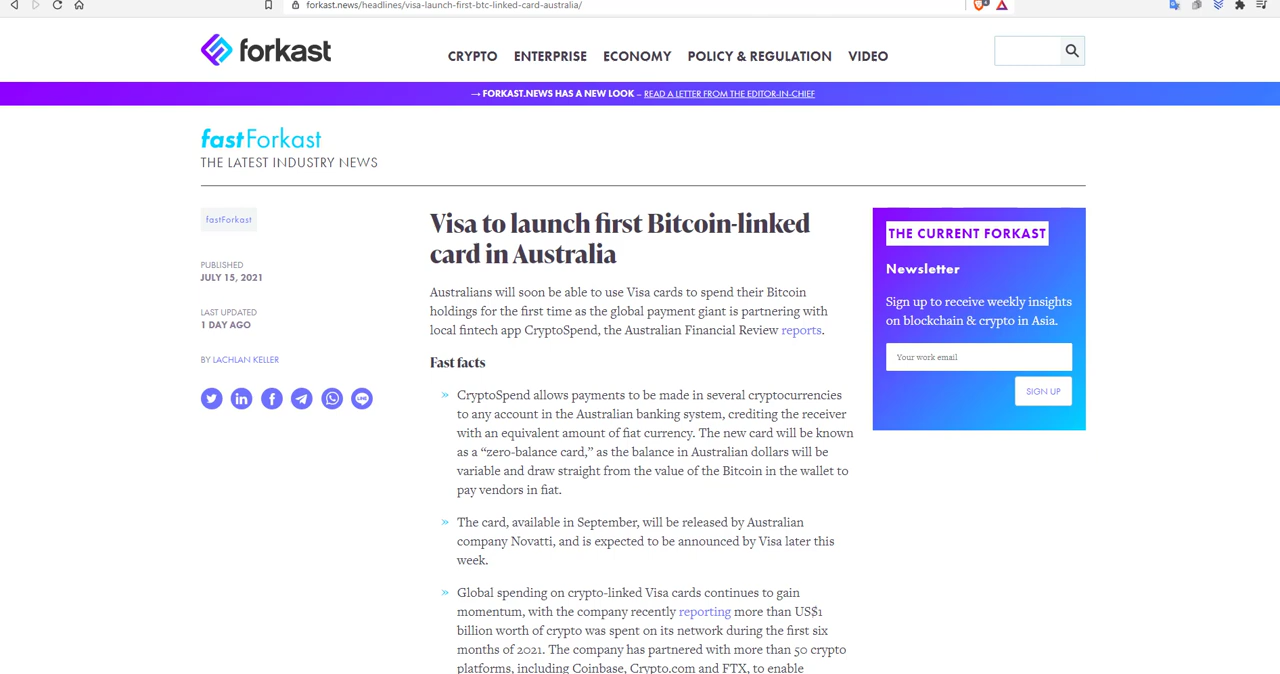 forkast.news/headlines/visa-launch-first-btc-linked-card-australia/
forkast
CRYPTO ENTERPRISE ECONOMY POLICY & REGULATION VIDEO
→ FORKAST.NEWS HAS A NEW LOOK – READ A LETTER FROM THE EDITOR-IN-CHIEF
fastForkast
THE LATEST INDUSTRY NEWS
fastForkast
PUBLISHED
JULY 15, 2021
LAST UPDATED
1 DAY AGO
BY LACHLAN KELLER
Visa to launch first Bitcoin-linked
card in Australia
Australians will soon be able to use Visa cards to spend their Bitcoin
holdings for the first time as the global payment giant is partnering with
local fintech app CryptoSpend, the Australian Financial Review reports.
Fast facts
» CryptoSpend allows payments to be made in several cryptocurrencies
to any account in the Australian banking system, crediting the receiver
with an equivalent amount of fiat currency. The new card will be known
as a “zero-balance card,” as the balance in Australian dollars will be
variable and draw straight from the value of the Bitcoin in the wallet to
pay vendors in fiat.
» The card, available in September, will be released by Australian
company Novatti, and is expected to be announced by Visa later this
week.
» Global spending on crypto-linked Visa cards continues to gain
momentum, with the company recently reporting more than US$1
billion worth of crypto was spent on its network during the first six
months of 2021. The company has partnered with more than 50 crypto
platforms, including Coinbase, Crypto.com and FTX, to enable
THE CURRENT FORKAST
Newsletter
Sign up to receive weekly insights
on blockchain & crypto in Asia.
Your work email
SIGN UP